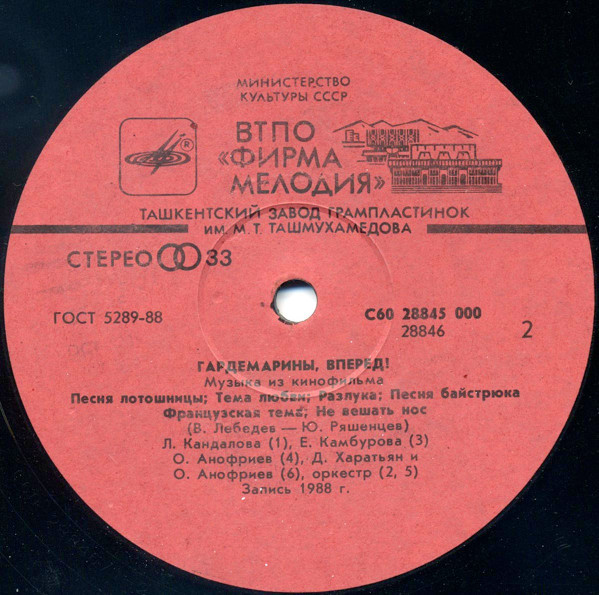 МИНИСТЕРСТВО
КУЛЬТУРЫ СССР
ВТПО
«ФИРМА
МЕЛОДИЯ»
ТАШКЕНТСКИЙ ЗАВОД ГРАМПЛАСТИНОК
ИМ. М. Т. ТАШМУХАМЕДОВА
СТЕРЕО 33
ГОСТ 5289-88
С60 28845 000
28846
2
ГАРДЕМАРИНЫ, ВПЕРЕД!
Музыка из кинофильма
Песня лотошницы; Тема любви; Разлука; Песня байстрюка
Французская тема; Не вешать нос
(В. Лебедев — Ю. Ряшенцев)
Л. Кандалова (1), Е. Камбурова (3)
О. Анофриев (4), Д. Харатьян и
О. Анофриев (6), оркестр (2, 5)
Запись 1988 г.